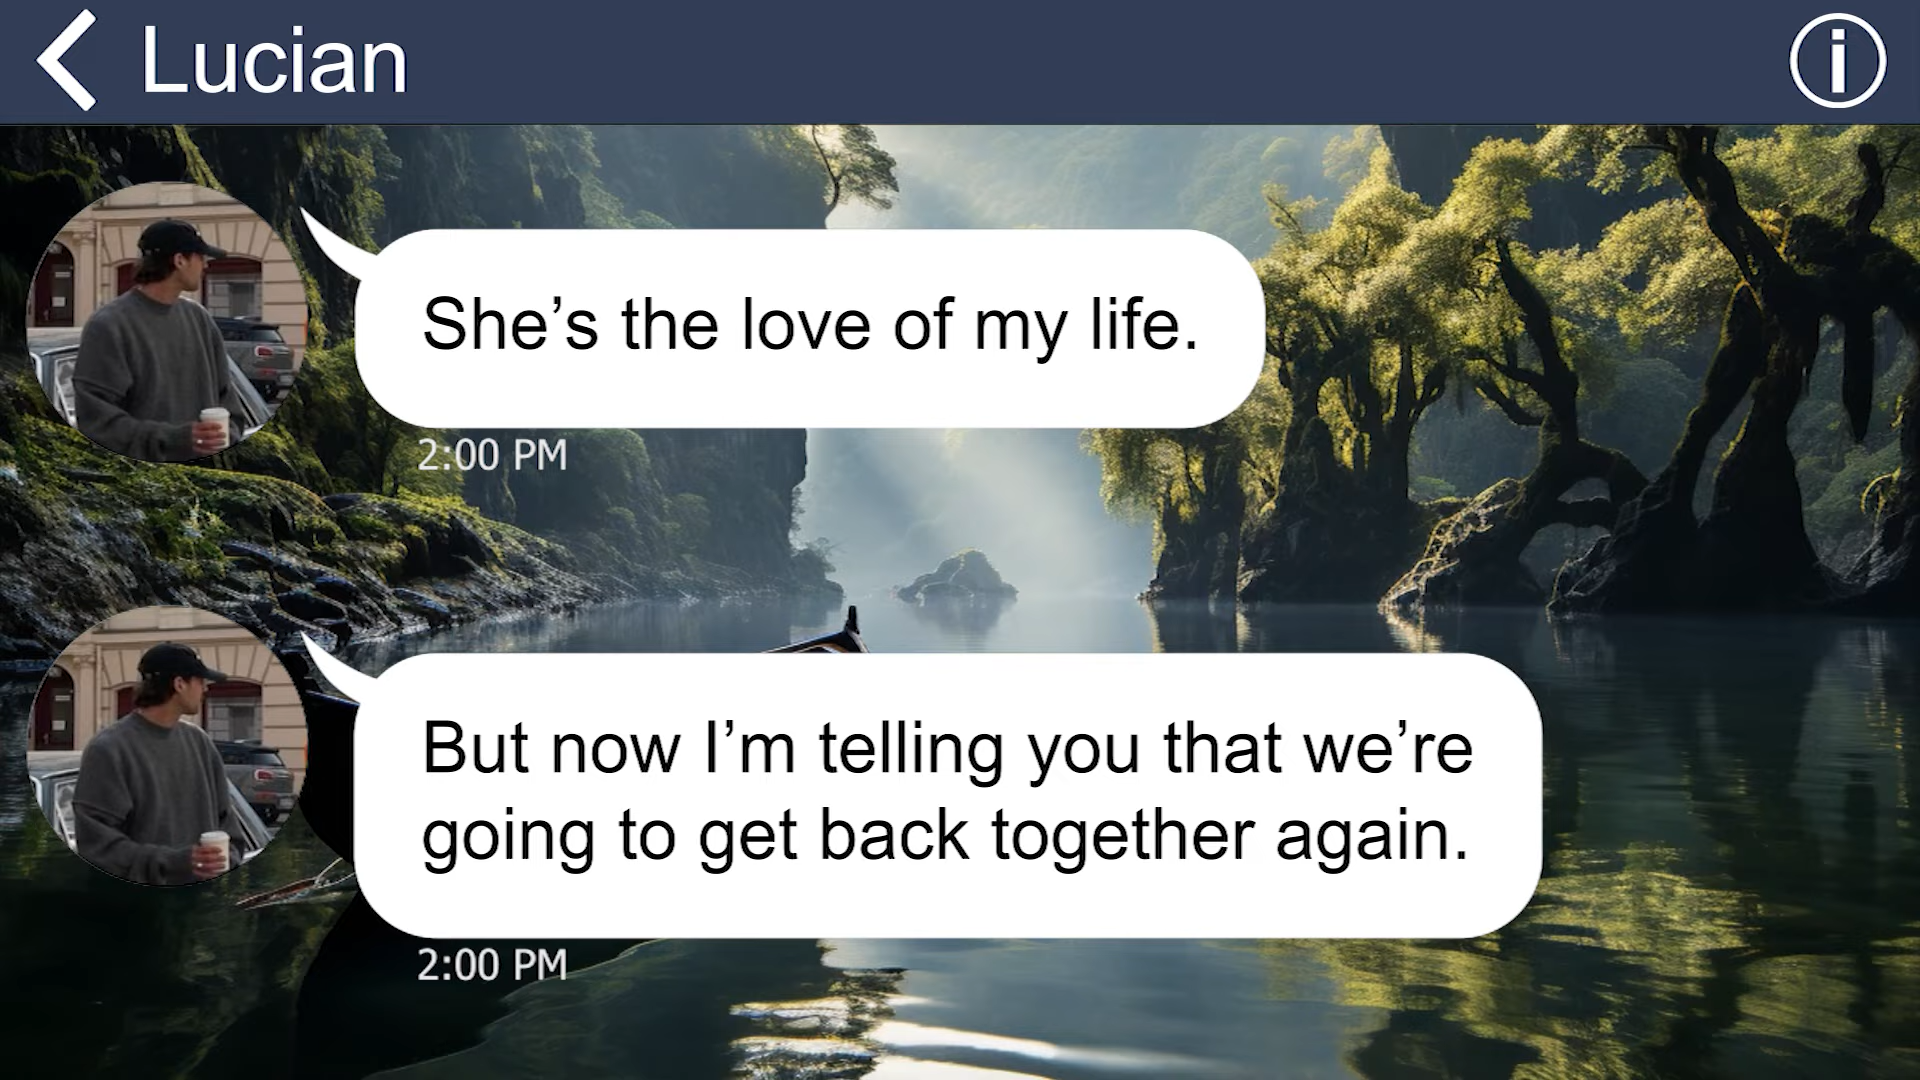 Lucian
She’s the love of my life.
2:00 PM
But now I’m telling you that we’re
going to get back together again.
2:00 PM